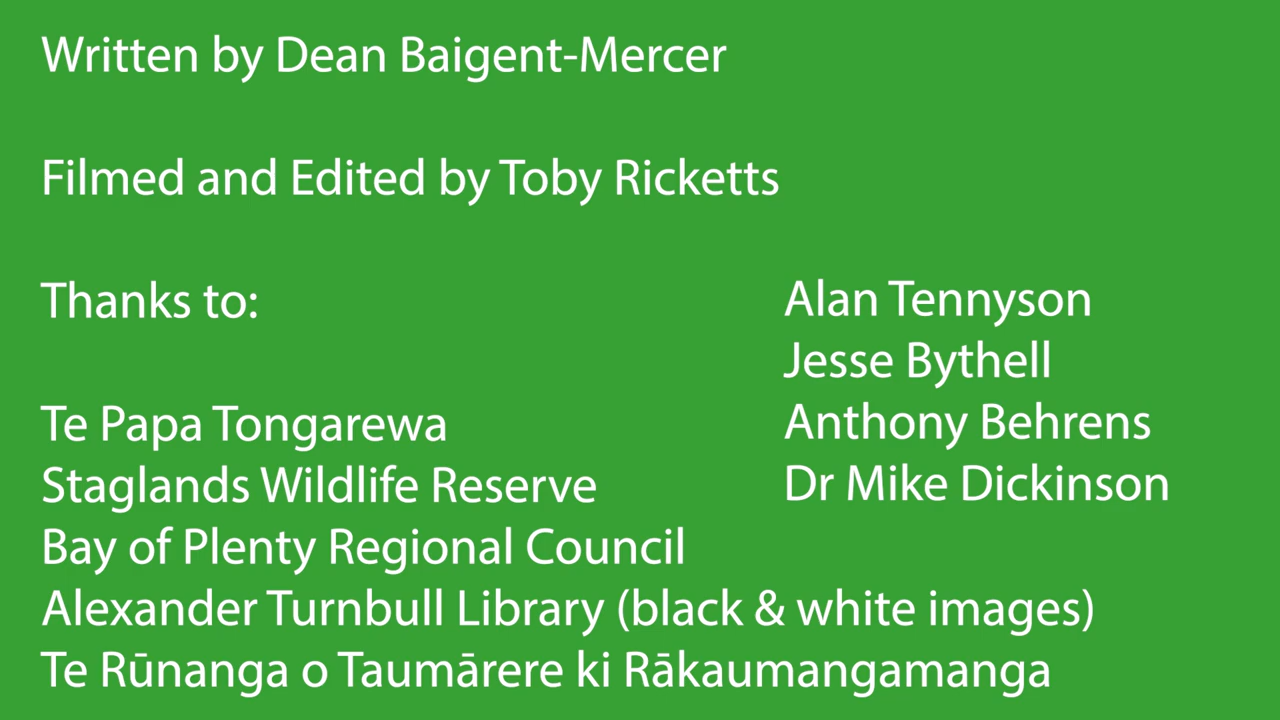 Written by Dean Baigent-Mercer
Filmed and Edited by Toby Ricketts
Thanks to:
Te Papa Tongarewa
Staglands Wildlife Reserve
Bay of Plenty Regional Council
Alexander Turnbull Library (black & white images)
Te Rūnanga o Taumārere ki Rākaumangamanga
Alan Tennyson
Jesse Bythell
Anthony Behrens
Dr Mike Dickinson